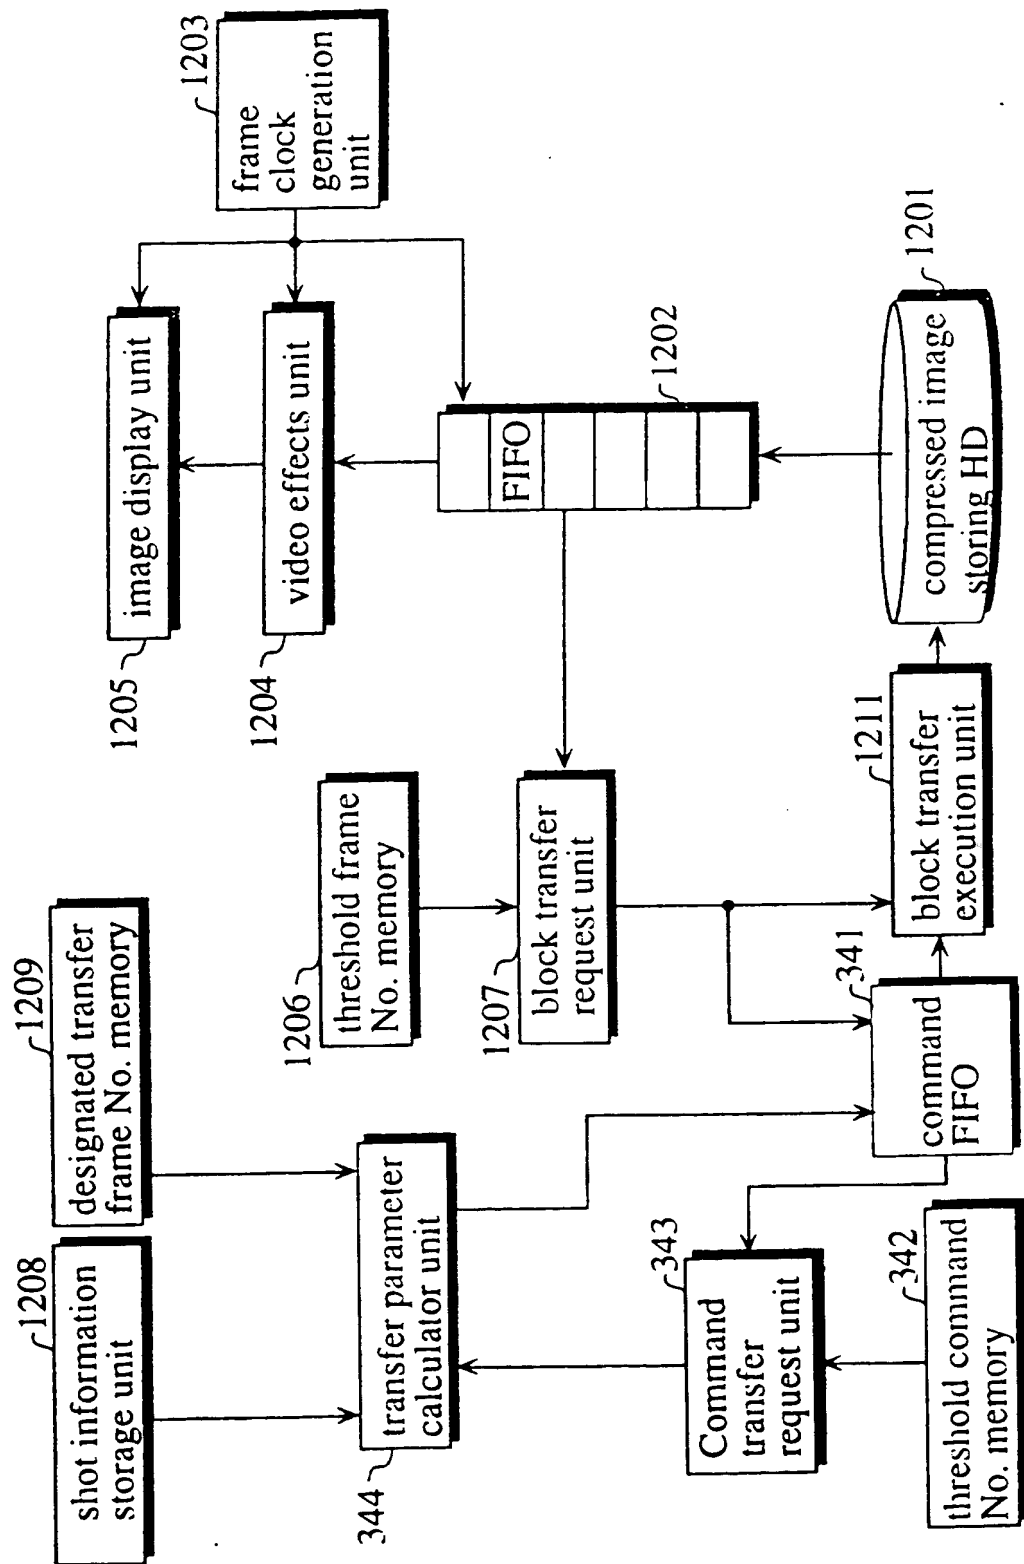 1208
shot information
storage unit
1209
designated transfer
frame No. memory
1205
image display unit
1203
frame
clock
generation
unit
344
transfer parameter
calculator unit
1206
threshold frame
No. memory
1204
video effects unit
1207
block transfer
request unit
FIFO
1202
343
Command
transfer
request unit
342
threshold command
No. memory
341
command
FIFO
1211
block transfer
execution unit
1201
compressed image
storing HD